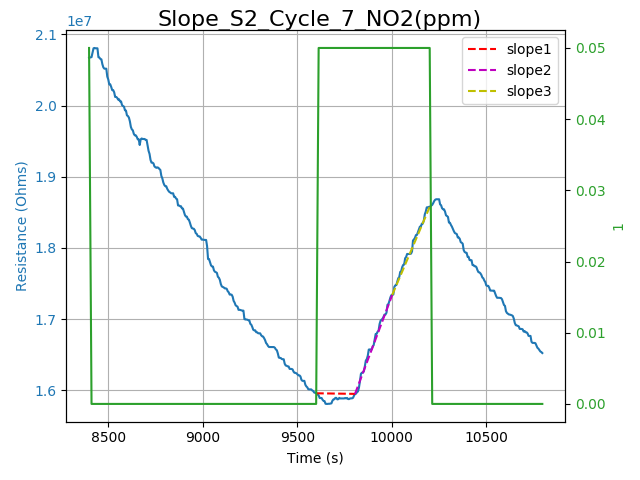 Slope_S2_Cycle_7_NO2(ppm)
1e7
2.1
2.0
1.9
1.8
1.7
1.6
Resistance (Ohms)
slope1
slope2
slope3
0.05
0.04
0.03
0.02
0.01
0.00
1
8500
9000
9500
10000
10500
Time (s)